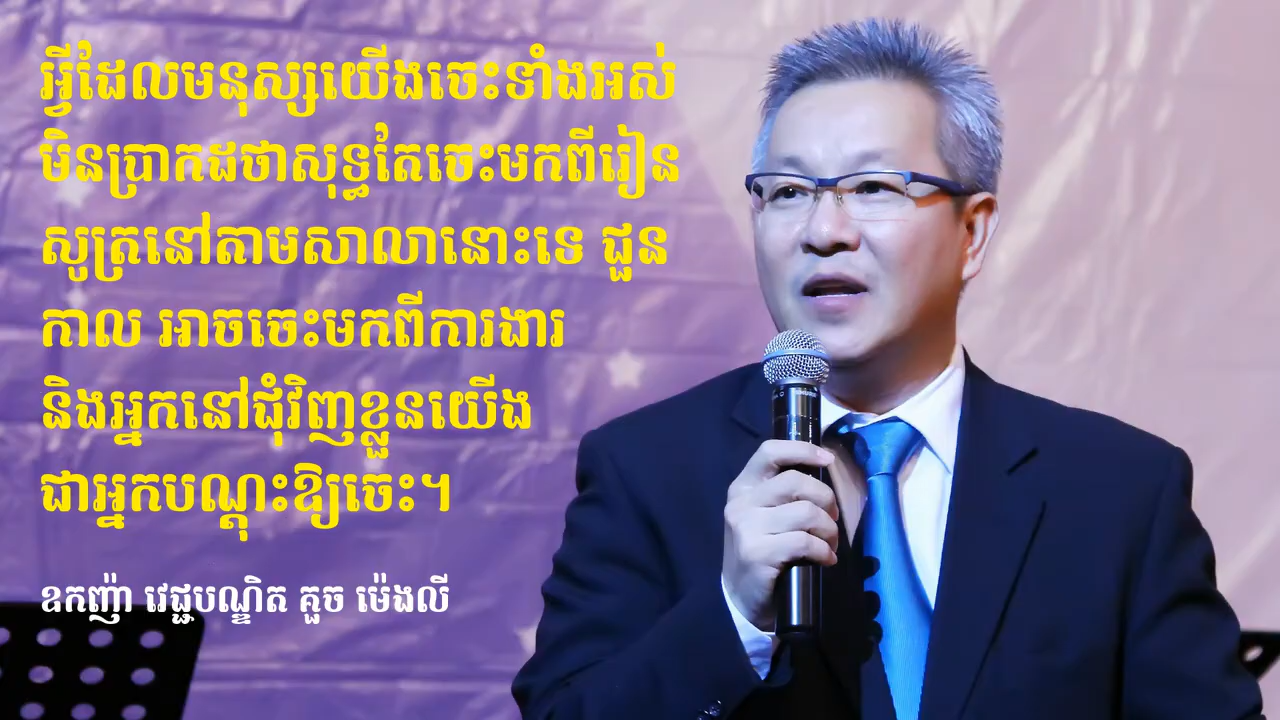 អ្វីដែលមនុស្សយើងចេះទាំងអស់
មិនប្រាកដថាសុទ្ធតែចេះមកពីរៀន
សូត្រនៅតាមសាលានោះទេ ជួន
កាល អាចចេះមកពីការងារ
និងអ្នកនៅជុំវិញខ្លួនយើង
ជាអ្នកបណ្តុះឱ្យចេះ។
ឧកញ៉ា វេជ្ជបណ្ឌិត គួច ម៉េងលី